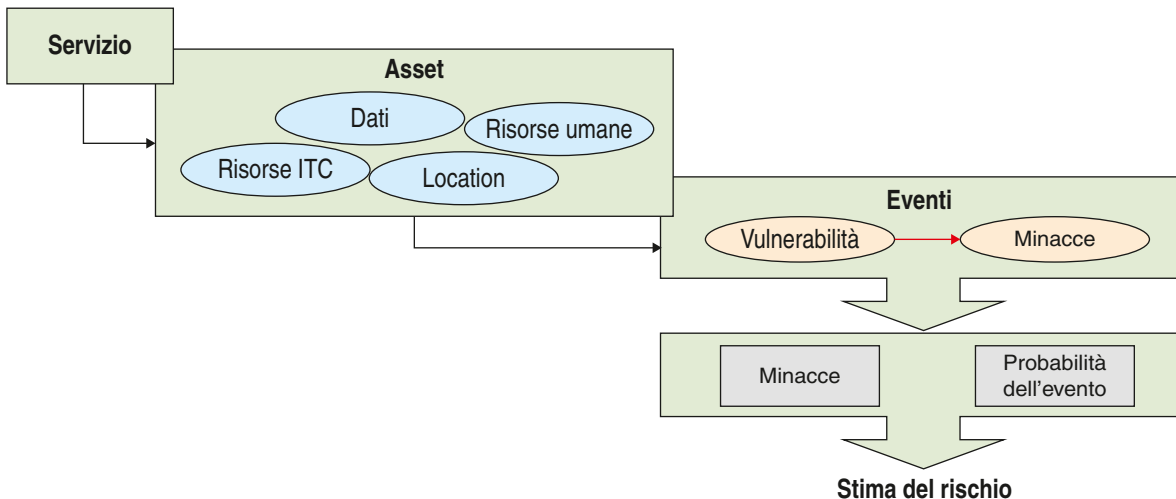 Servizio
Asset
Dati
Risorse umane
Risorse ITC
Location
Eventi
Vulnerabilità
Minacce
Minacce
Probabilità
dell'evento
Stima del rischio